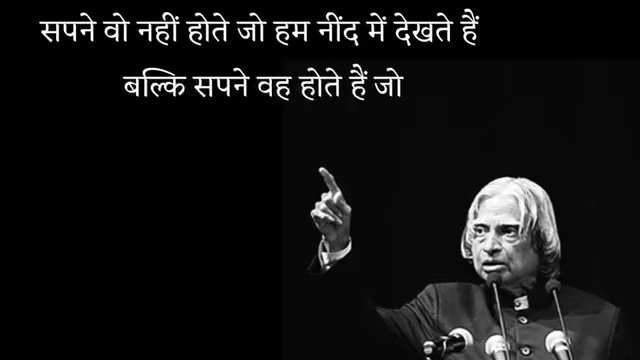 सपने वो नहीं होते जो हम नींद में देखते हैं
बल्कि सपने वह होते हैं जो